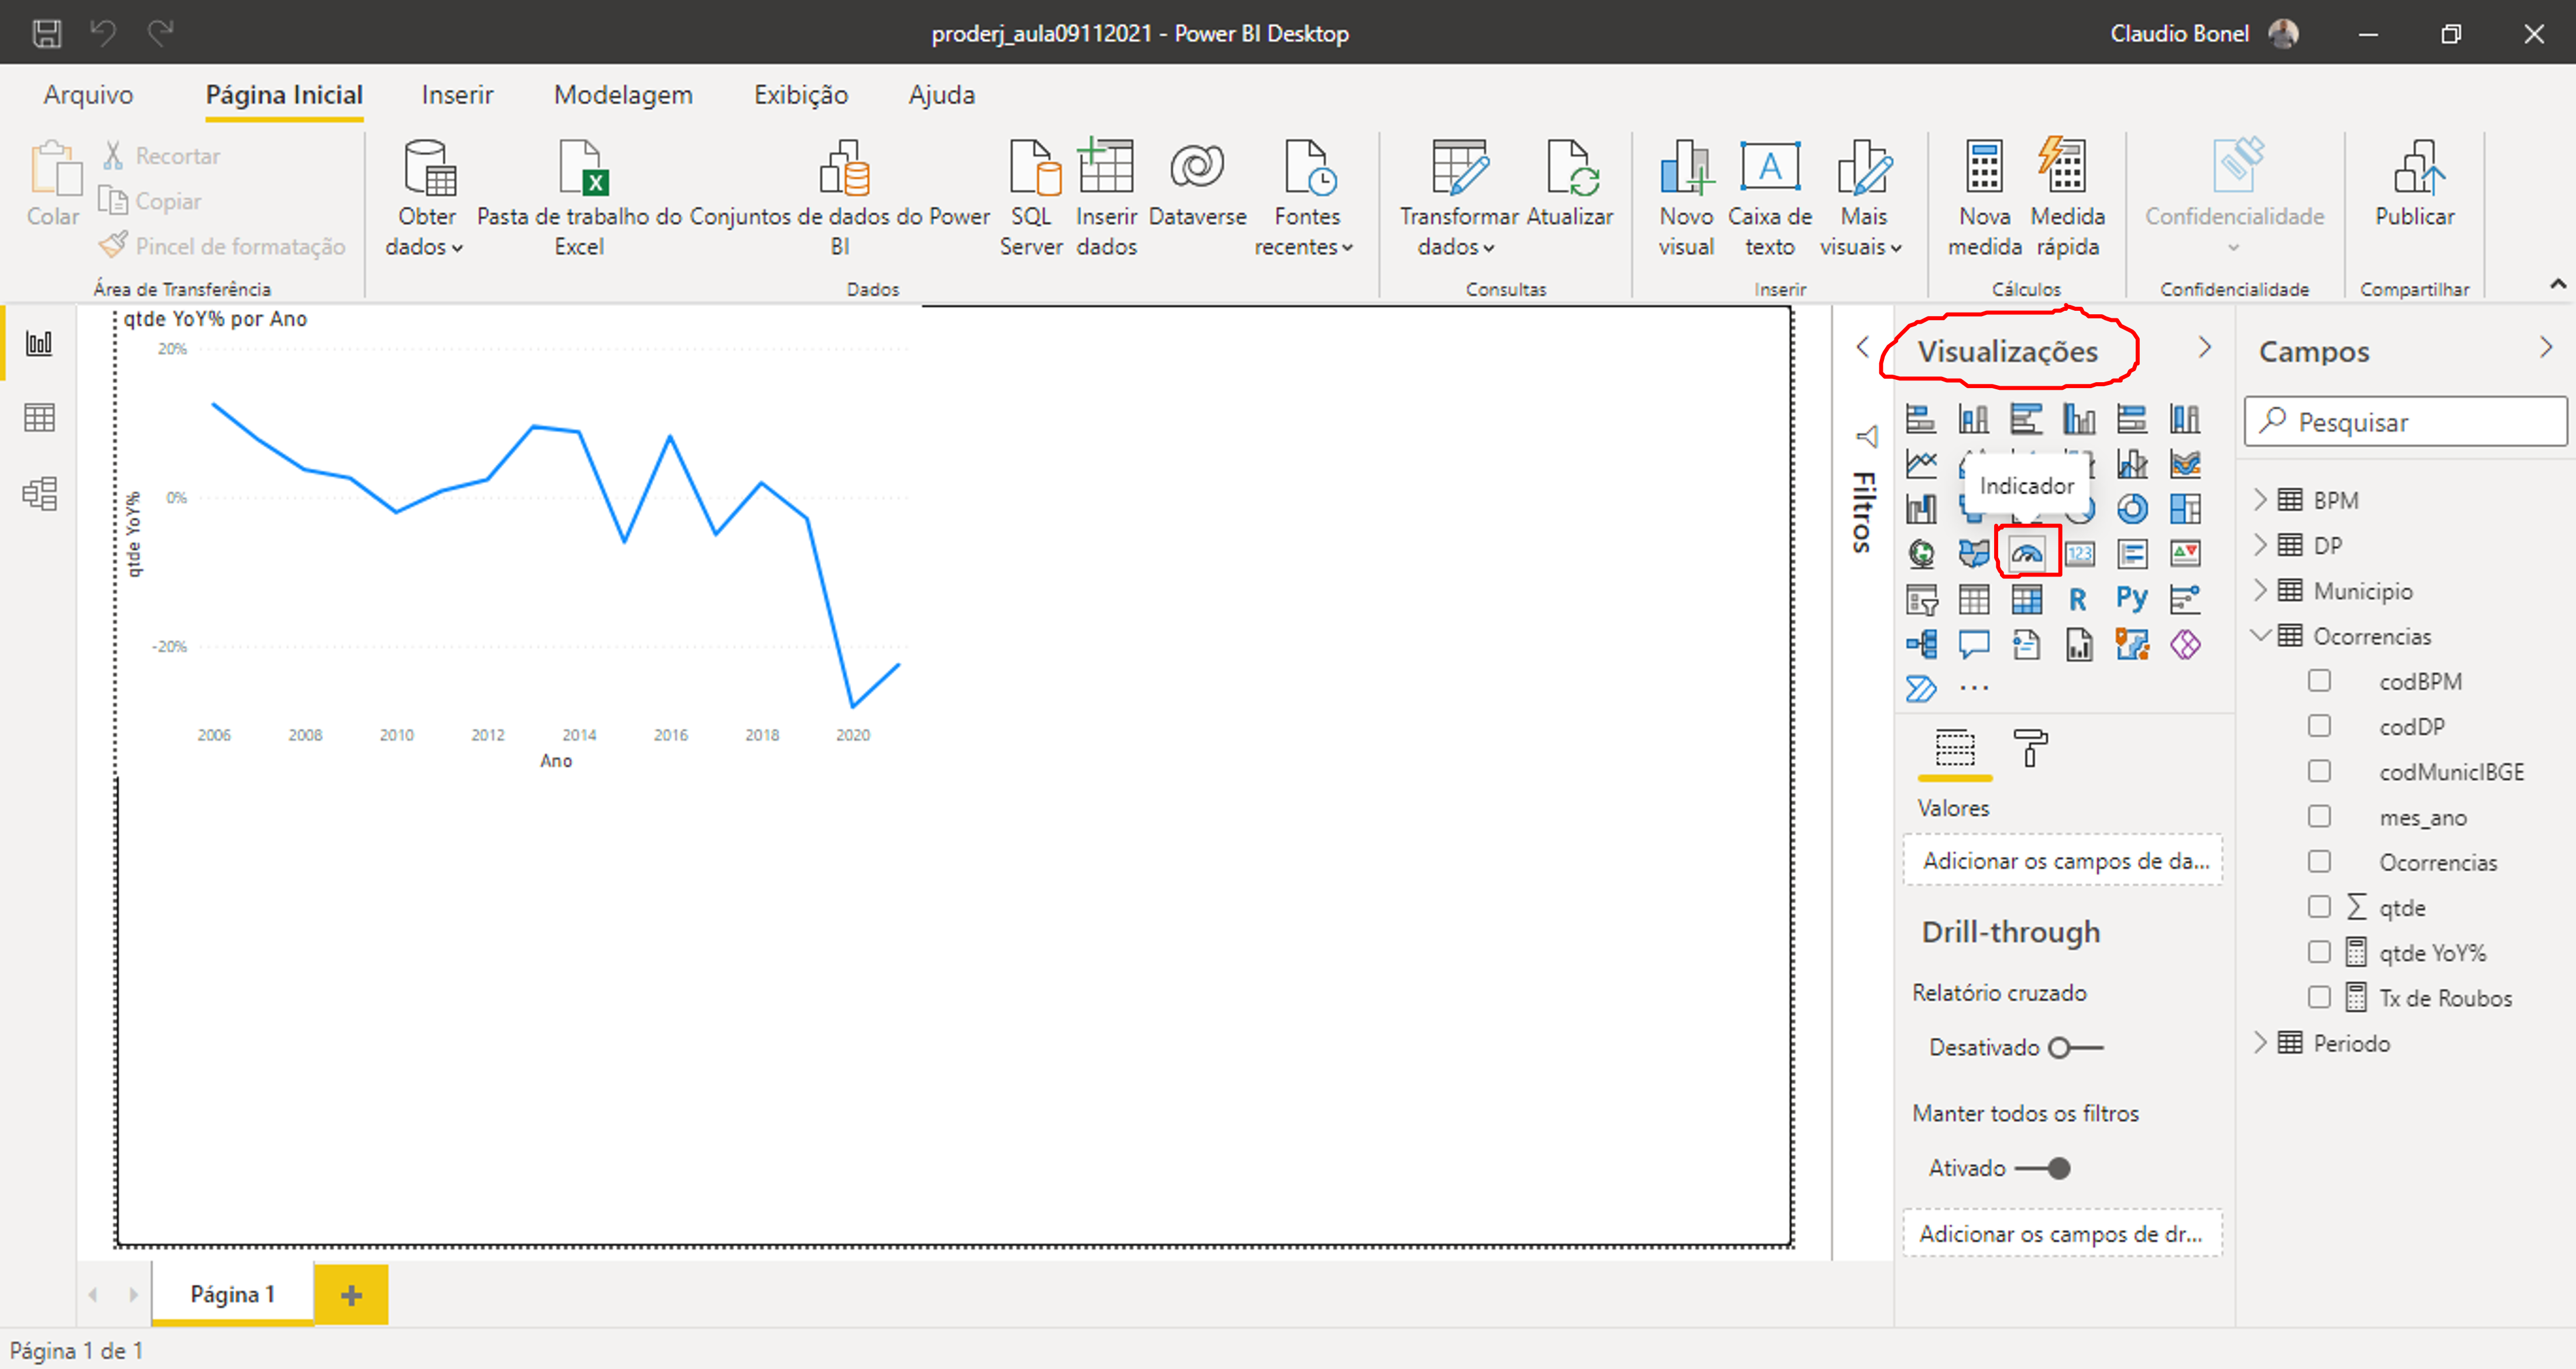 proderj_aula09112021 - Power BI Desktop
Claudio Bonel
Arquivo
Página Inicial
Inserir
Modelagem
Exibição
Ajuda
Colar
Recortar
Copiar
Pincel de formatação
Área de Transferência
Obter
dados
Pasta de trabalho do
Excel
Conjuntos de dados do Power
BI
SQL
Server
Inserir
dados
Dataverse
Fontes
recentes
Dados
Transformar
dados
Atualizar
Consultas
Novo
visual
Caixa de
texto
Mais
visuais
Inserir
Nova
medida
Medida
rápida
Cálculos
Confidencialidade
Confidencialidade
Publicar
Compartilhar
qtde YoY% por Ano
20%
0%
-20%
qtde YoY%
2006 2008 2010 2012 2014 2016 2018 2020
Ano
Filtros
Visualizações
Indicador
123
R
Py
Valores
Adicionar os campos de da...
Drill-through
Relatório cruzado
Desativado
Manter todos os filtros
Ativado
Adicionar os campos de dr...
Campos
Pesquisar
BPM
DP
Municipio
Ocorrencias
codBPM
codDP
codMunicIBGE
mes_ano
Ocorrencias
qtde
qtde YoY%
Tx de Roubos
Periodo
Página 1
Página 1 de 1